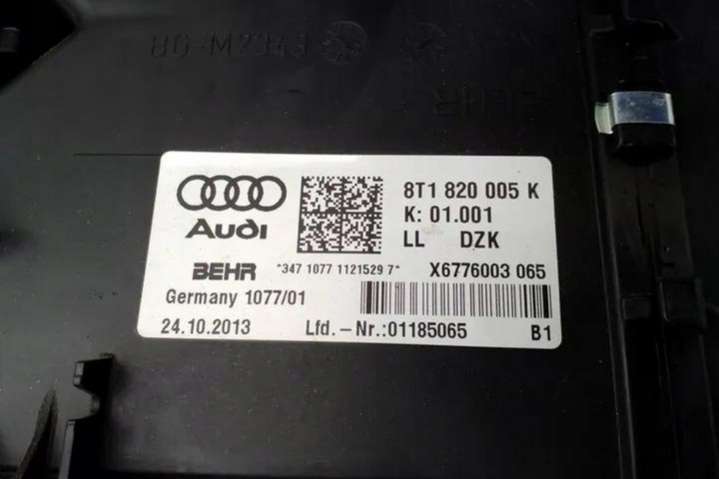 8T1 820 005 K
Audi
K: 01.001
LL DZK
BEHR *347 1077 1121529 7* X6776003 065
Germany 1077/01
24.10.2013 Lfd.-Nr.:01185065 B1